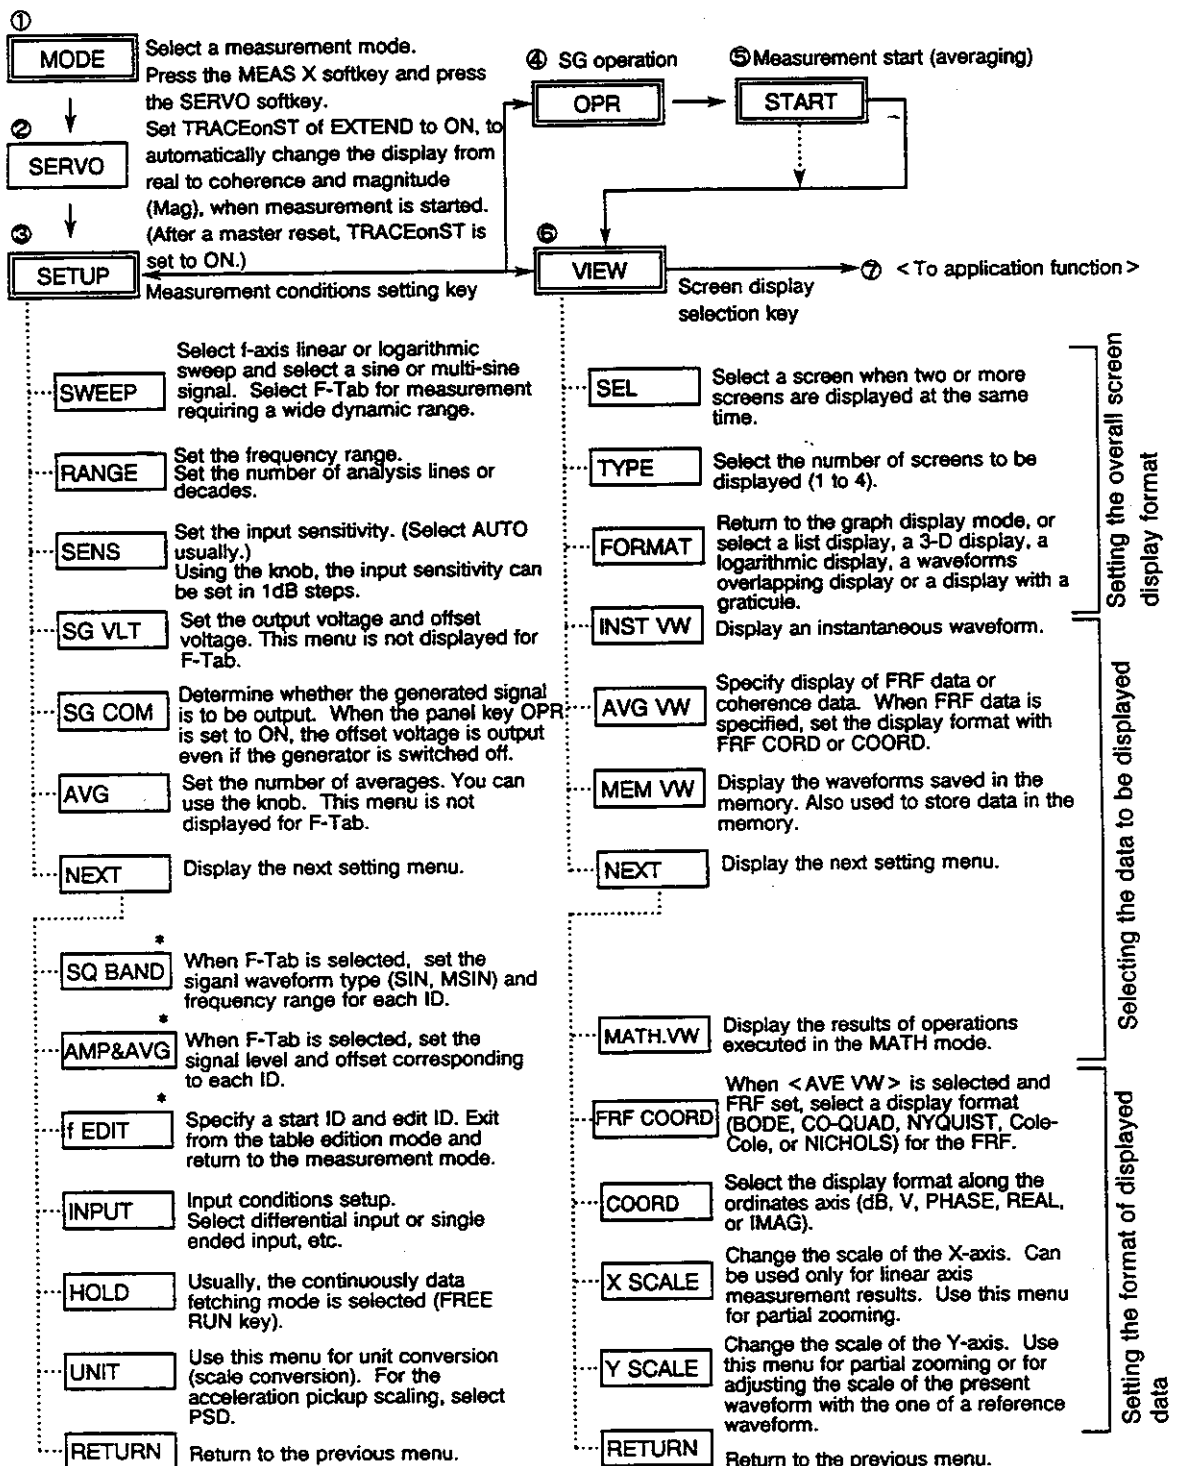 ①
MODE
Select a measurement mode.
Press the MEAS X softkey and press
the SERVO softkey.
②
SERVO
Set TRACEonST of EXTEND to ON, to
automatically change the display from
real to coherence and magnitude
(Mag), when measurement is started.
(After a master reset, TRACEonST is
set to ON.)
③
SETUP
Measurement conditions setting key
④ SG operation
OPR
⑤Measurement start (averaging)
START
⑥
VIEW
Screen display
selection key
⑦ <To application function>
SWEEP
Select f-axis linear or logarithmic
sweep and select a sine or multi-sine
signal. Select F-Tab for measurement
requiring a wide dynamic range.
RANGE
Set the frequency range.
Set the number of analysis lines or
decades.
SENS
Set the input sensitivity. (Select AUTO
usually.)
Using the knob, the input sensitivity can
be set in 1dB steps.
SG VLT
Set the output voltage and offset
voltage. This menu is not displayed for
F-Tab.
SG COM
Determine whether the generated signal
is to be output. When the panel key OPR
is set to ON, the offset voltage is output
even if the generator is switched off.
AVG
Set the number of averages. You can
use the knob. This menu is not
displayed for F-Tab.
NEXT
Display the next setting menu.
*
SQ BAND
When F-Tab is selected, set the
siganl waveform type (SIN, MSIN) and
frequency range for each ID.
*
AMP&AVG
When F-Tab is selected, set the
signal level and offset corresponding
to each ID.
*
f EDIT
Specify a start ID and edit ID. Exit
from the table edition mode and
return to the measurement mode.
INPUT
Input conditions setup.
Select differential input or single
ended input, etc.
HOLD
Usually, the continuously data
fetching mode is selected (FREE
RUN key).
UNIT
Use this menu for unit conversion
(scale conversion). For the
acceleration pickup scaling, select
PSD.
RETURN
Return to the previous menu.
SEL
Select a screen when two or more
screens are displayed at the same
time.
TYPE
Select the number of screens to be
displayed (1 to 4).
FORMAT
Return to the graph display mode, or
select a list display, a 3-D display, a
logarithmic display, a waveforms
overlapping display or a display with a
graticule.
INST VW
Display an instantaneous waveform.
AVG VW
Specify display of FRF data or
coherence data. When FRF data is
specified, set the display format with
FRF CORD or COORD.
MEM VW
Display the waveforms saved in the
memory. Also used to store data in the
memory.
NEXT
Display the next setting menu.
MATH.VW
Display the results of operations
executed in the MATH mode.
FRF COORD
When <AVE VW> is selected and
FRF set, select a display format
(BODE, CO-QUAD, NYQUIST, Cole-
Cole, or NICHOLS) for the FRF.
COORD
Select the display format along the
ordinates axis (dB, V, PHASE, REAL,
or IMAG).
X SCALE
Change the scale of the X-axis. Can
be used only for linear axis
measurement results. Use this menu
for partial zooming.
Y SCALE
Change the scale of the Y-axis. Use
this menu for partial zooming or for
adjusting the scale of the present
waveform with the one of a reference
waveform.
RETURN
Return to the previous menu.
Setting the overall screen
display format
Selecting the data to be displayed
Setting the format of displayed
data